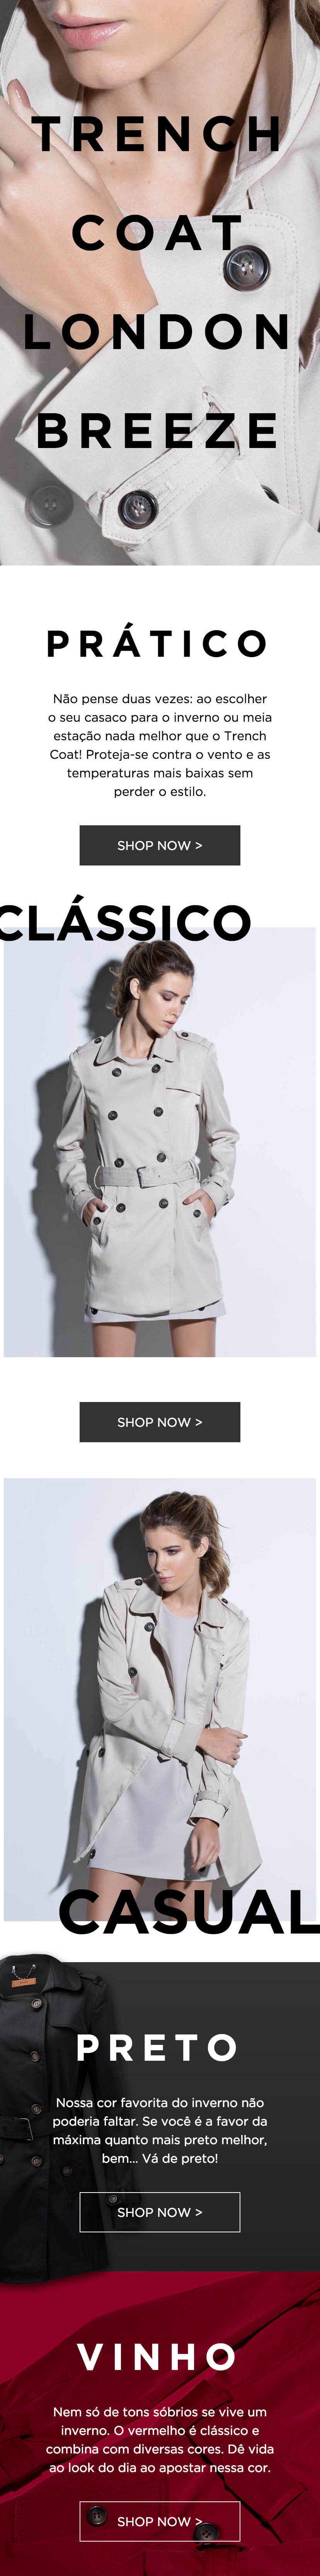 TRENCH
COAT
LONDON
BREEZE
PRÁTICO
Não pense duas vezes: ao escolher
o seu casaco para o inverno ou meia
estação nada melhor que o Trench
Coat! Proteja-se contra o vento e as
temperaturas mais baixas sem
perder o estilo.
SHOP NOW >
CLÁSSICO
SHOP NOW >
CASUAL
PRETO
Nossa cor favorita do inverno não
poderia faltar. Se você é a favor da
máxima quanto mais preto melhor,
bem... Vá de preto!
SHOP NOW >
VINHO
Nem só de tons sóbrios se vive um
inverno. O vermelho é clássico e
combina com diversas cores. Dê vida
ao look do dia ao apostar nessa cor.
SHOP NOW >